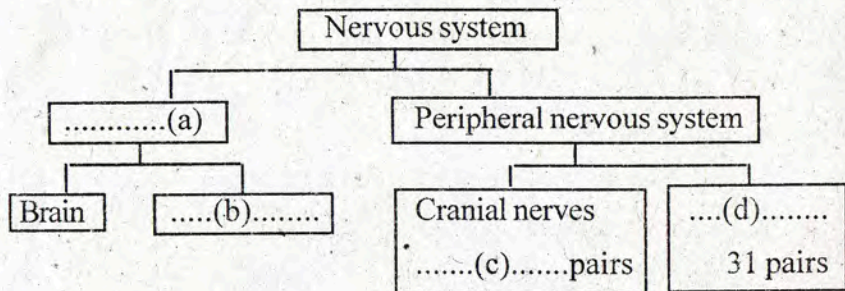 Nervous system
............(a)
Peripheral nervous system
Brain
......(b)........
Cranial nerves
.......(c).......pairs
....(d)........
31 pairs